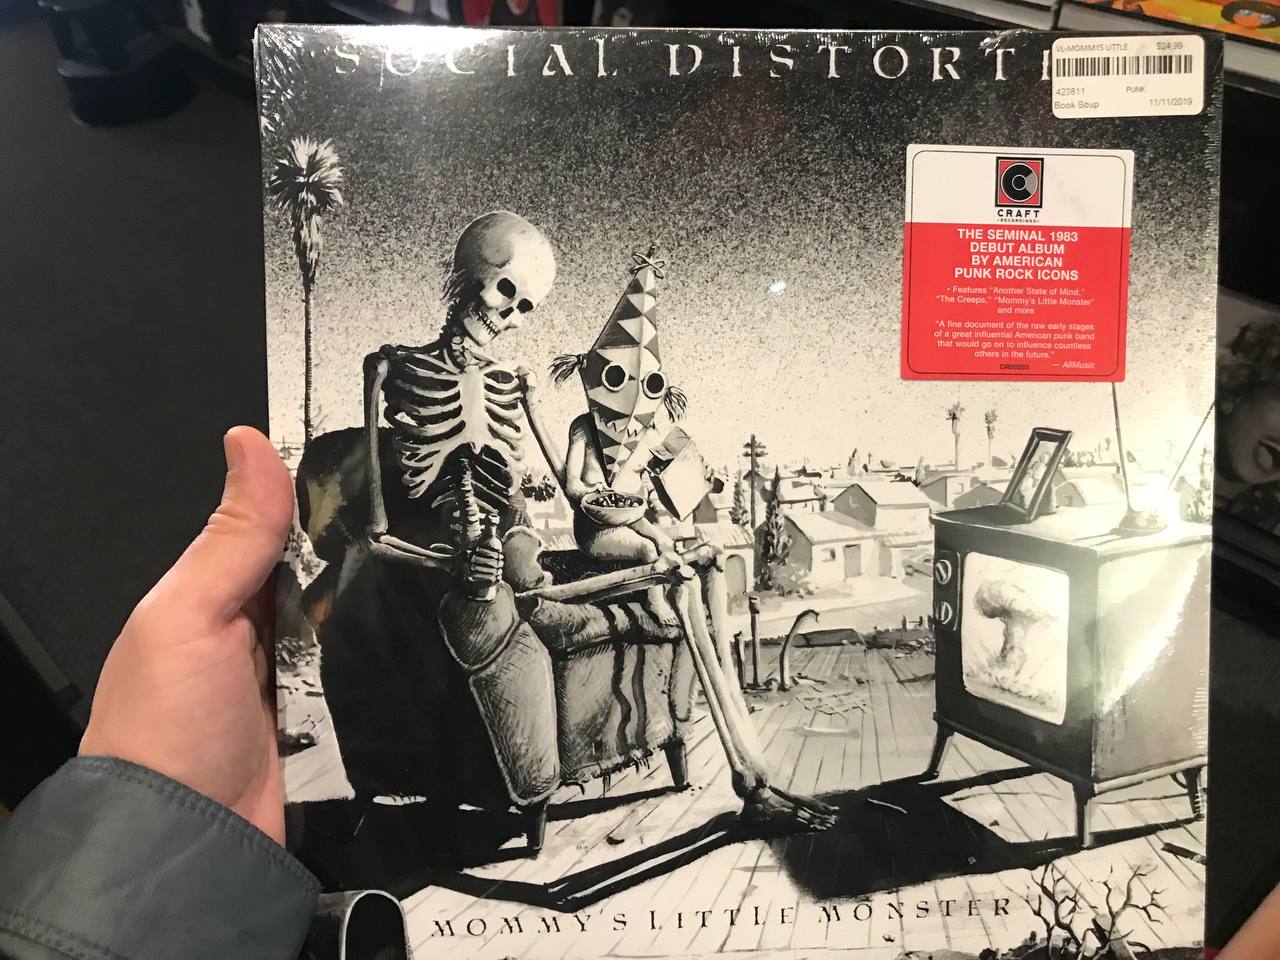 SOCIAL DISTORTI
VL-MOMMYS LITTLE $24.99
423811 PUNK
Book Soup 11/11/2019
CRAFT
RECORDINGS
THE SEMINAL 1983
DEBUT ALBUM
BY AMERICAN
PUNK ROCK ICONS
• Features "Another State of Mind,"
"The Creeps," "Mommy's Little Monster"
and more
"A fine document of the raw early stages
of a great influential American punk band
that would go on to influence countless
others in the future."
— AllMusic
CR00253
MOMMY'S LITTLE MONSTER